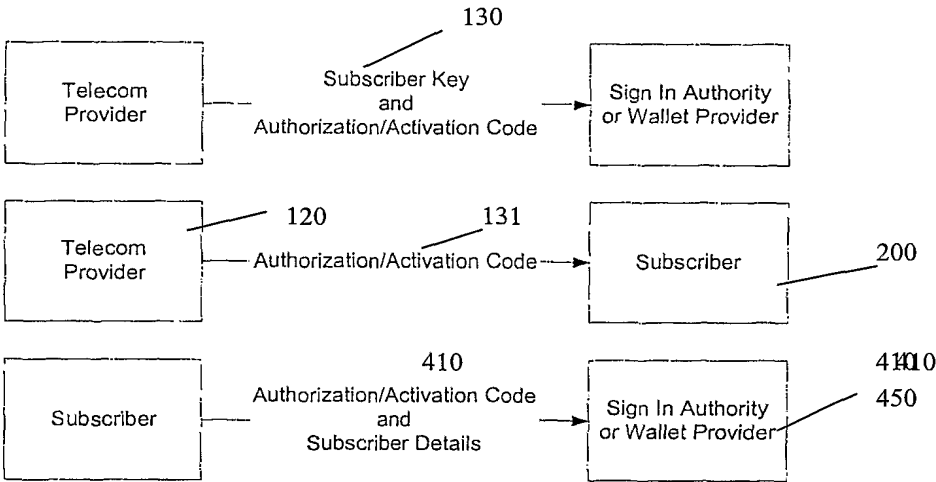 130
Telecom
Provider
Subscriber Key
and
Authorization/Activation Code
Sign In Authority
or Wallet Provider
120
131
Telecom
Provider
Authorization/Activation Code
Subscriber
200
410
Subscriber
Authorization/Activation Code
and
Subscriber Details
Sign In Authority
or Wallet Provider
410
410
450